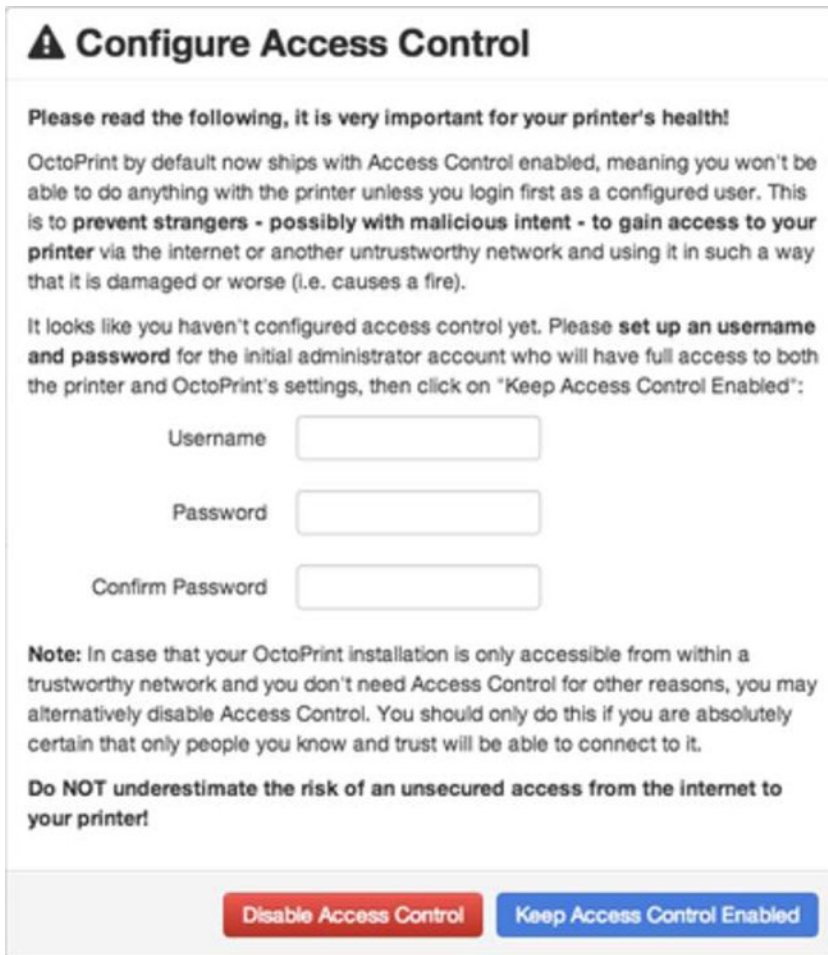 Configure Access Control
Please read the following, it is very important for your printer's health!
OctoPrint by default now ships with Access Control enabled, meaning you won't be
able to do anything with the printer unless you login first as a configured user. This
is to prevent strangers - possibly with malicious intent - to gain access to your
printer via the internet or another untrustworthy network and using it in such a way
that it is damaged or worse (i.e. causes a fire).
It looks like you haven't configured access control yet. Please set up an username
and password for the initial administrator account who will have full access to both
the printer and OctoPrint's settings, then click on "Keep Access Control Enabled":
Username
Password
Confirm Password
Note: In case that your OctoPrint installation is only accessible from within a
trustworthy network and you don't need Access Control for other reasons, you may
alternatively disable Access Control. You should only do this if you are absolutely
certain that only people you know and trust will be able to connect to it.
Do NOT underestimate the risk of an unsecured access from the internet to
your printer!
Disable Access Control Keep Access Control Enabled